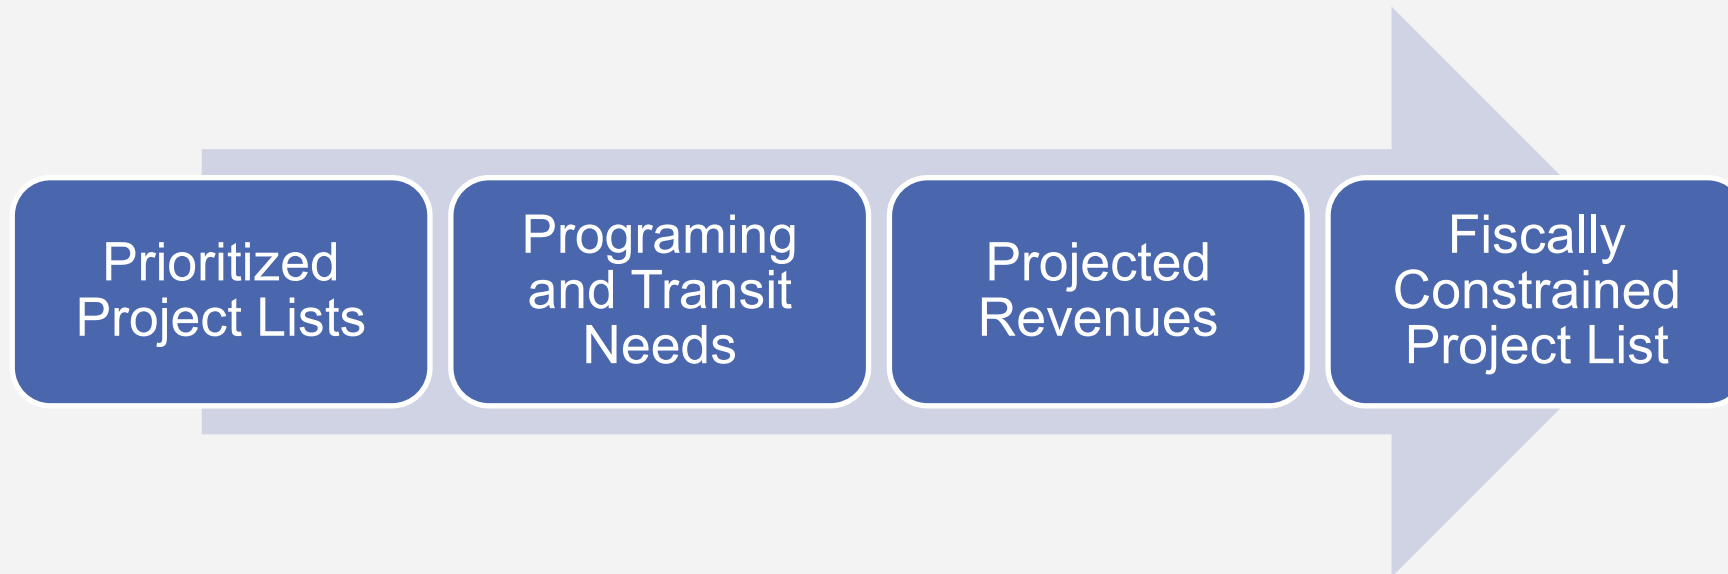 Prioritized
Project Lists
Programing
and Transit
Needs
Projected
Revenues
Fiscally
Constrained
Project List